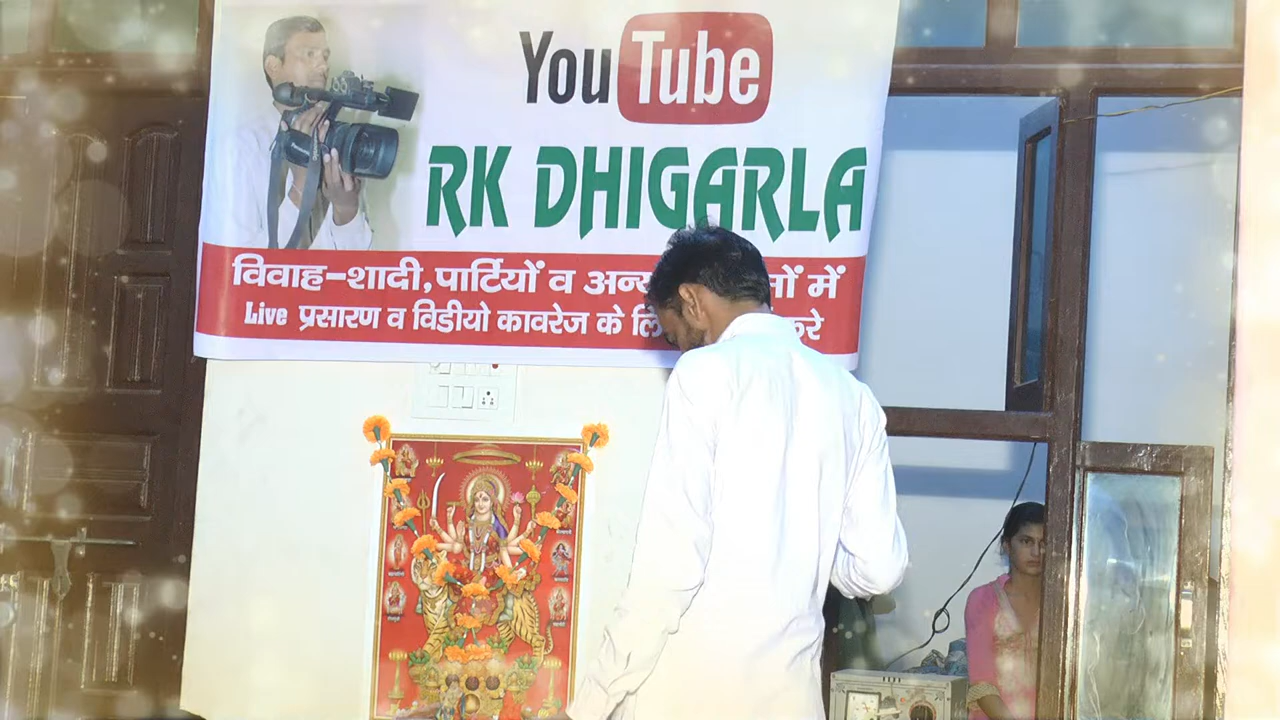 YouTube
RK DHIGARLA
विवाह-शादी,पार्टियों व में
Live प्रसारण व विडीयो कावरेज के